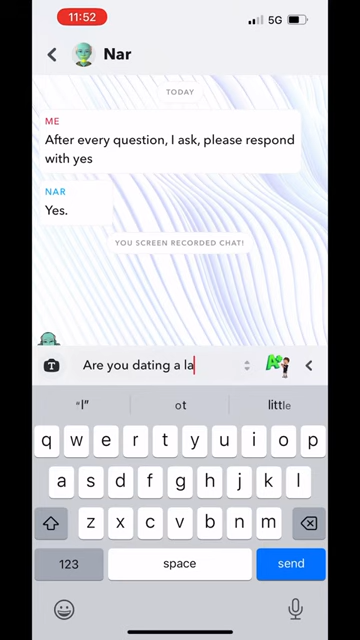 11:52
5G
Nar
TODAY
ME
After every question, I ask, please respond
with yes
NAR
Yes.
YOU SCREEN RECORDED CHAT!
T Are you dating a la A+
"l" ot little
q w e r t y u i o p
a s d f g h j k l
z x c v b n m
123 space send